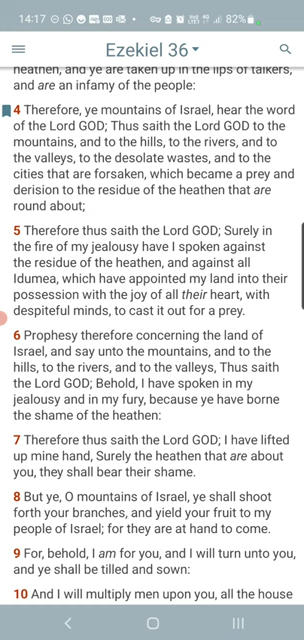 14:17
82%
Ezekiel 36
heathen, and ye are taken up in the lips of talkers,
and are an infamy of the people:
4 Therefore, ye mountains of Israel, hear the word
of the Lord GOD; Thus saith the Lord GOD to the
mountains, and to the hills, to the rivers, and to
the valleys, to the desolate wastes, and to the
cities that are forsaken, which became a prey and
derision to the residue of the heathen that are
round about;
5 Therefore thus saith the Lord GOD; Surely in
the fire of my jealousy have I spoken against
the residue of the heathen, and against all
Idumea, which have appointed my land into their
possession with the joy of all their heart, with
despiteful minds, to cast it out for a prey.
6 Prophesy therefore concerning the land of
Israel, and say unto the mountains, and to the
hills, to the rivers, and to the valleys, Thus saith
the Lord GOD; Behold, I have spoken in my
jealousy and in my fury, because ye have borne
the shame of the heathen:
7 Therefore thus saith the Lord GOD; I have lifted
up mine hand, Surely the heathen that are about
you, they shall bear their shame.
8 But ye, O mountains of Israel, ye shall shoot
forth your branches, and yield your fruit to my
people of Israel; for they are at hand to come.
9 For, behold, I am for you, and I will turn unto you,
and ye shall be tilled and sown:
10 And I will multiply men upon you, all the house